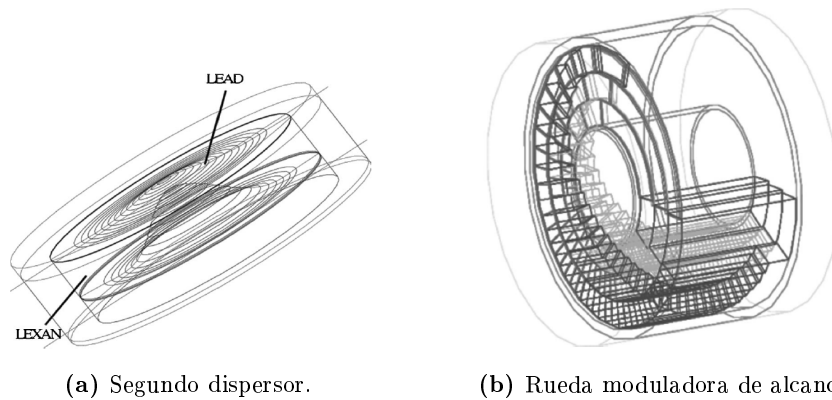 LEAD
LEXAN
(a) Segundo dispersor.
(b) Rueda moduladora de alcanc